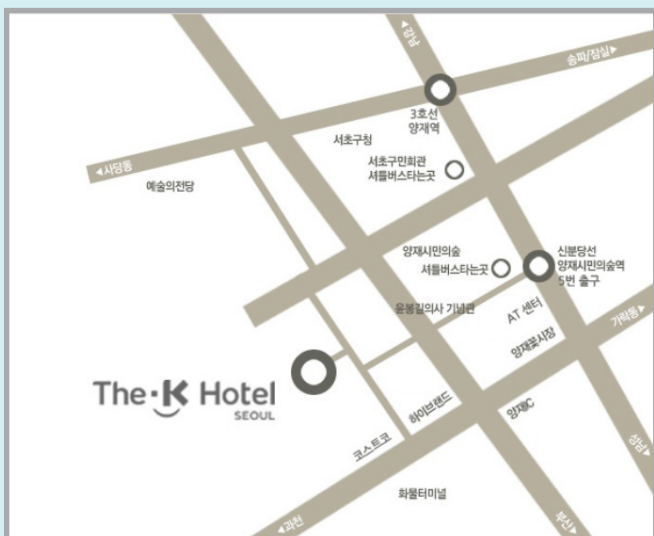 ◀강남
송파/잠실▶
3호선
양재역
서초구청
서초구민회관
셔틀버스타는곳
◀사당동
예술의전당
양재시민의숲
셔틀버스타는곳
신분당선
양재시민의숲역
5번 출구
윤봉길의사 기념관
AT 센터
양재꽃시장
가락동▶
The·K Hotel
SEOUL
하이브랜드
양재IC
코스트코
성남▶
화물터미널
◀과천
부산▶